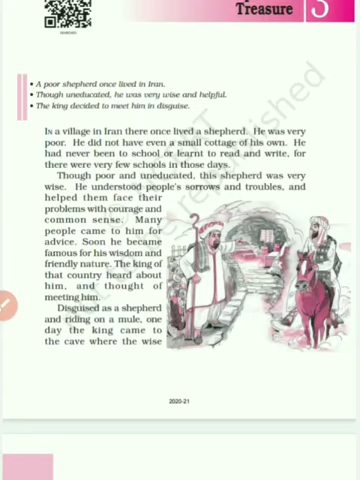 Treasure
3
• A poor shepherd once lived in Iran.
• Though uneducated, he was very wise and helpful.
• The king decided to meet him in disguise.
IN a village in Iran there once lived a shepherd. He was very
poor. He did not have even a small cottage of his own. He
had never been to school or learnt to read and write, for
there were very few schools in those days.
Though poor and uneducated, this shepherd was very
wise. He understood people's sorrows and troubles, and
helped them face their
problems with courage and
common sense. Many
people came to him for
advice. Soon he became
famous for his wisdom and
friendly nature. The king of
that country heard about
him, and thought of
meeting him.
Disguised as a shepherd
and riding on a mule, one
day the king came to
the cave where the wise
2020-21